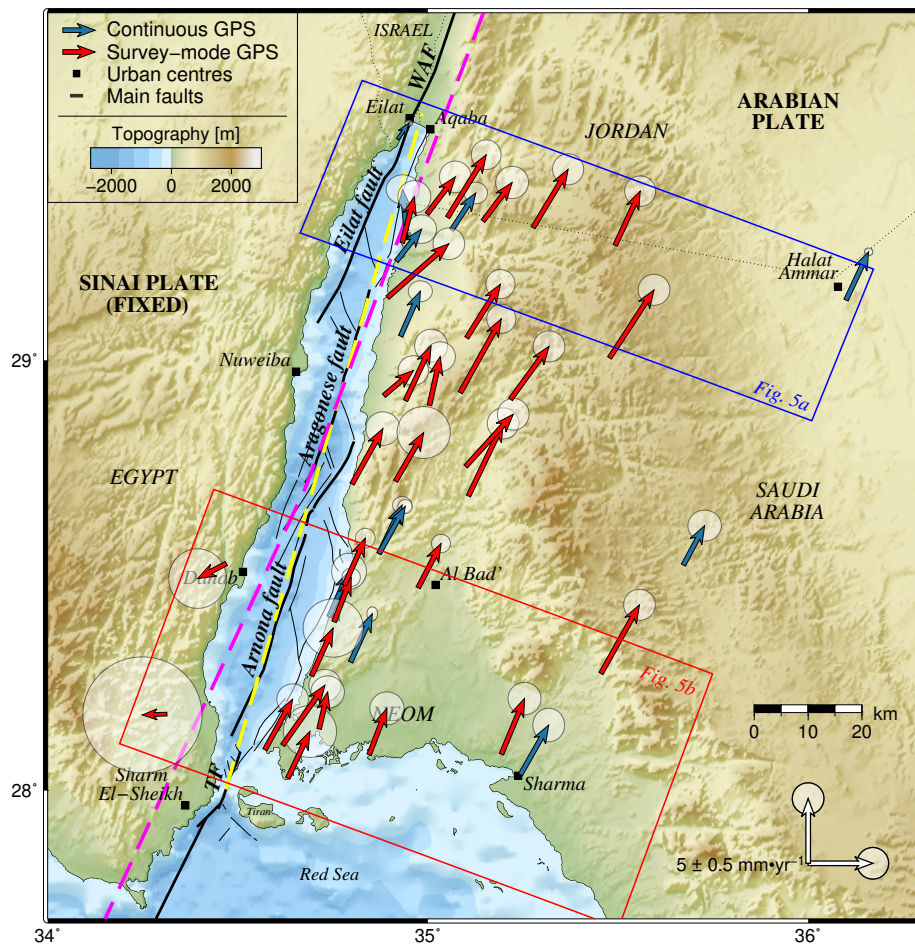 Continuous GPS
Survey-mode GPS
Urban centres
Main faults
Topography [m]
−2000 0 2000
ISRAEL
WAF
Eilat
Aqaba
JORDAN
ARABIAN
PLATE
Eilat fault
SINAI PLATE
(FIXED)
Halat
Ammar
29°
Nuweiba
Aragonese fault
Fig. 5a
EGYPT
SAUDI
ARABIA
Dahab
Al Bad'
Arnona fault
Fig. 5b
NEOM
0 10 20 km
28°
TF
Sharm
El-Sheikh
Sharma
Tiran
Red Sea
5 ± 0.5 mm•yr⁻¹
34° 35° 36°